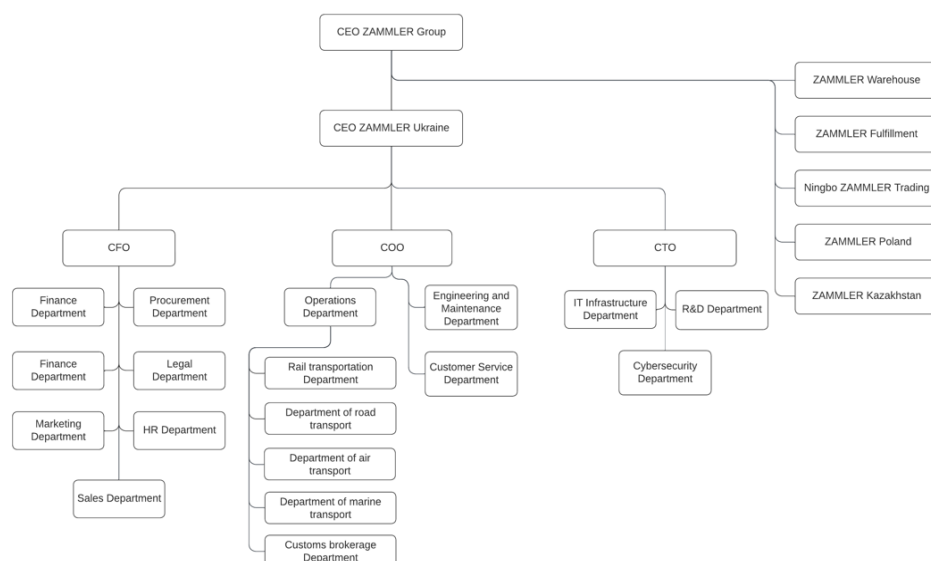 CEO ZAMMLER Group
ZAMMLER Warehouse
CEO ZAMMLER Ukraine
ZAMMLER Fulfillment
Ningbo ZAMMLER Trading
ZAMMLER Poland
ZAMMLER Kazakhstan
CFO
COO
CTO
Finance
Department
Procurement
Department
Finance
Department
Legal
Department
Marketing
Department
HR Department
Sales Department
Operations
Department
Engineering and
Maintenance
Department
Customer Service
Department
Rail transportation
Department
Department of road
transport
Department of air
transport
Department of marine
transport
Customs brokerage
Department
IT Infrastructure
Department
R&D Department
Cybersecurity
Department